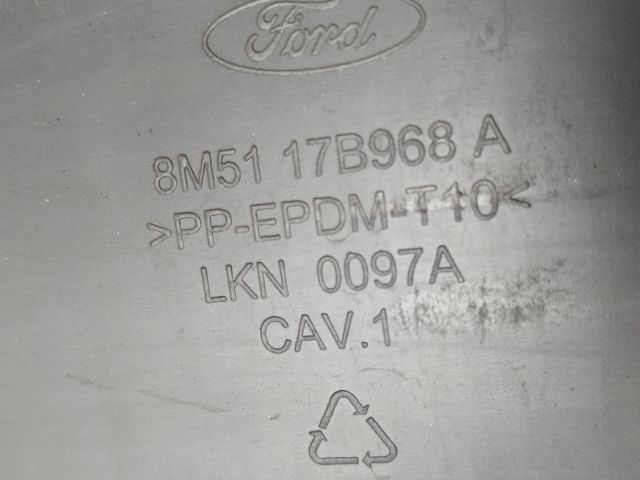 Ford
8M51 17B968 A
>PP-EPDM-T10<
LKN 0097A
CAV.1